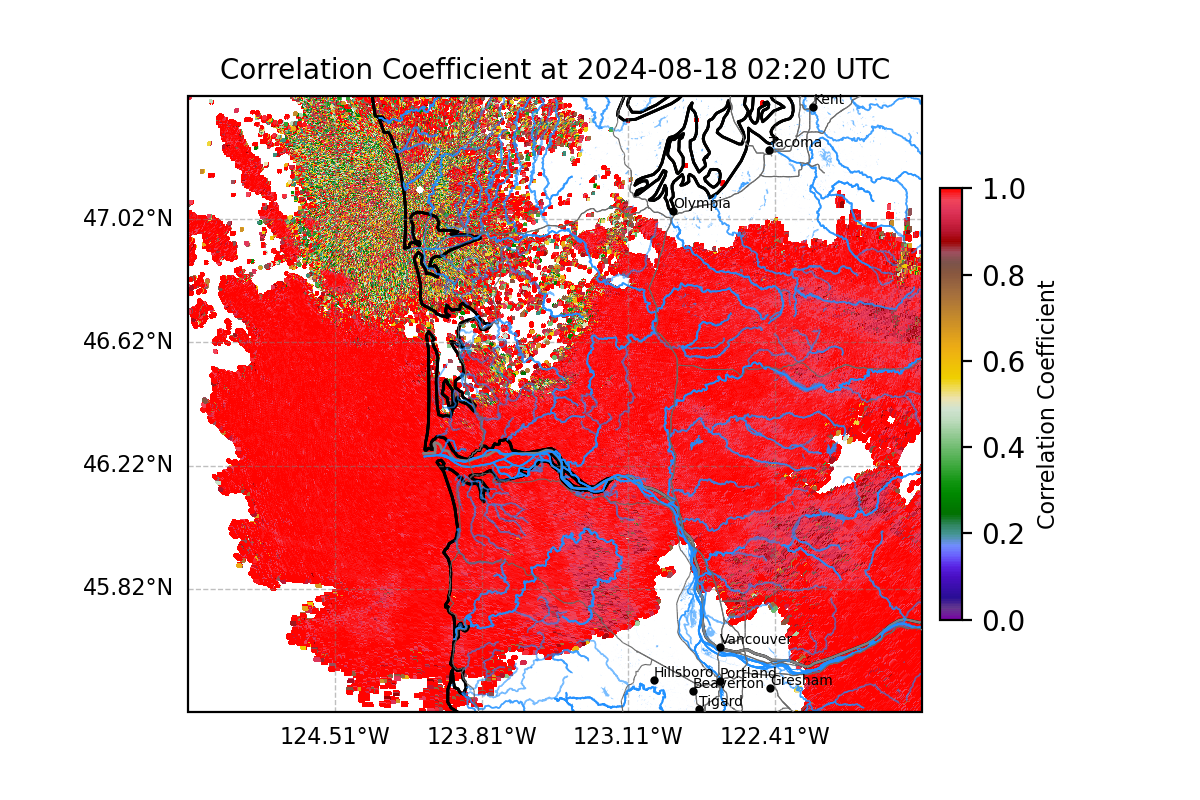 Correlation Coefficient at 2024-08-18 02:20 UTC
Kent
Tacoma
Olympia
47.02°N
46.62°N
46.22°N
45.82°N
Vancouver
Hillsboro
Portland
Beaverton
Gresham
Tigard
124.51°W
123.81°W
123.11°W
122.41°W
1.0
0.8
0.6
0.4
0.2
0.0
Correlation Coefficient